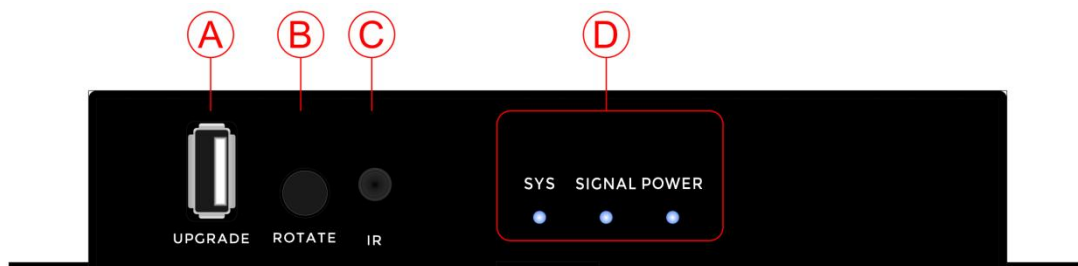 A B C D
SYS SIGNAL POWER
UPGRADE ROTATE IR